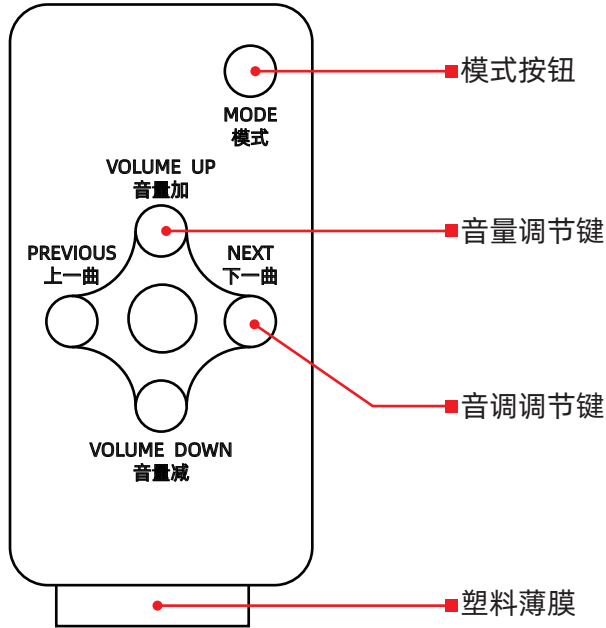 模式按钮
MODE
模式
VOLUME UP
音量加
音量调节键
PREVIOUS
上一曲
NEXT
下一曲
音调调节键
VOLUME DOWN
音量减
塑料薄膜